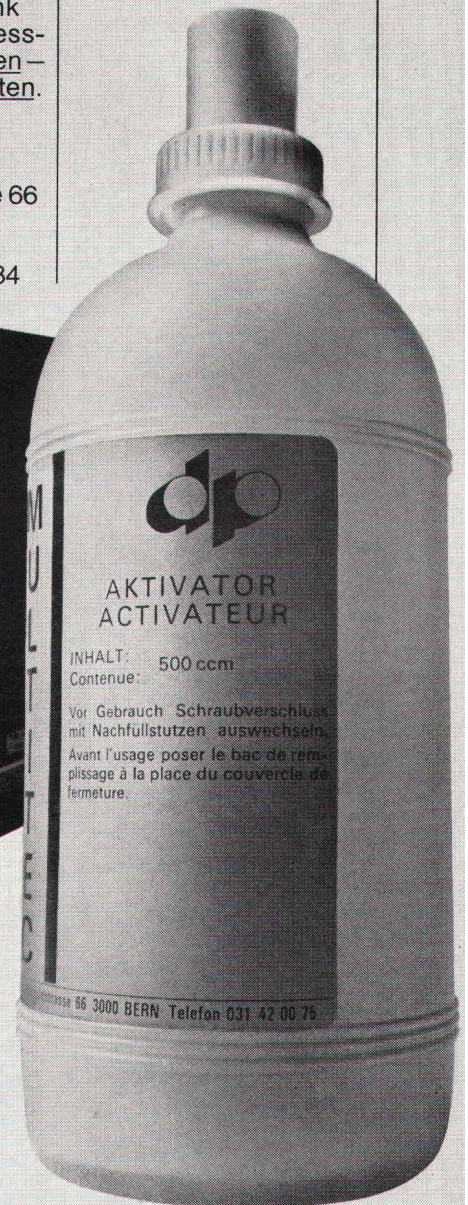 nk
ess-
en —
ten.
e 66
34
MULTITEC
dp
AKTIVATOR
ACTIVATEUR
INHALT:
Contenue: 500 ccm
Vor Gebrauch Schraubverschluss
mit Nachfüllstutzen auswechseln.
Avant l'usage poser le bac de rem-
plissage à la place du couvercle de
fermeture.
strasse 66 3000 BERN Telefon 031 42 00 75